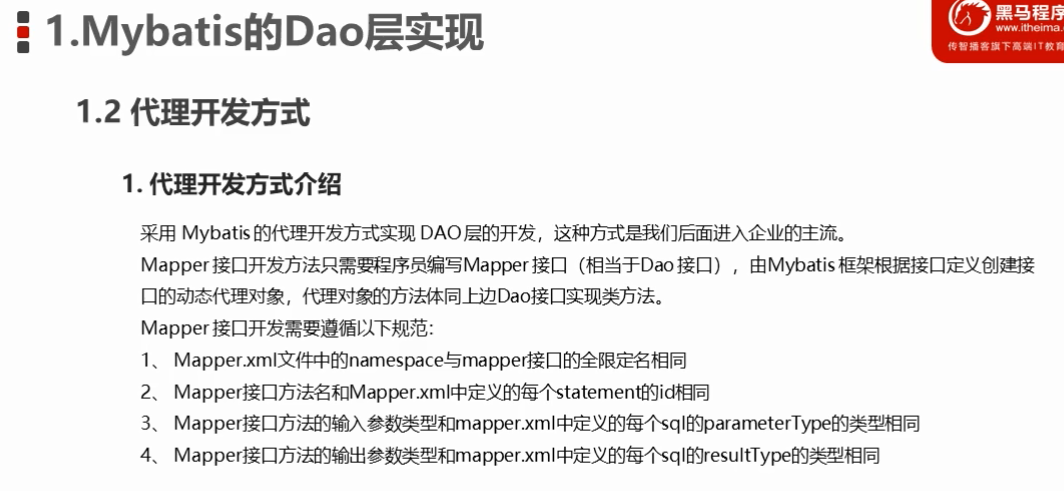 1.Mybatis的Dao层实现
黑马程序
www.itheima.
传智播客旗下高端IT教育
1.2 代理开发方式
1. 代理开发方式介绍
采用 Mybatis 的代理开发方式实现 DAO 层的开发，这种方式是我们后面进入企业的主流。
Mapper 接口开发方法只需要程序员编写Mapper 接口（相当于Dao 接口），由Mybatis 框架根据接口定义创建接
口的动态代理对象，代理对象的方法体同上边Dao接口实现类方法。
Mapper 接口开发需要遵循以下规范：
1、 Mapper.xml文件中的namespace与mapper接口的全限定名相同
2、 Mapper接口方法名和Mapper.xml中定义的每个statement的id相同
3、 Mapper接口方法的输入参数类型和mapper.xml中定义的每个sql的parameterType的类型相同
4、 Mapper接口方法的输出参数类型和mapper.xml中定义的每个sql的resultType的类型相同